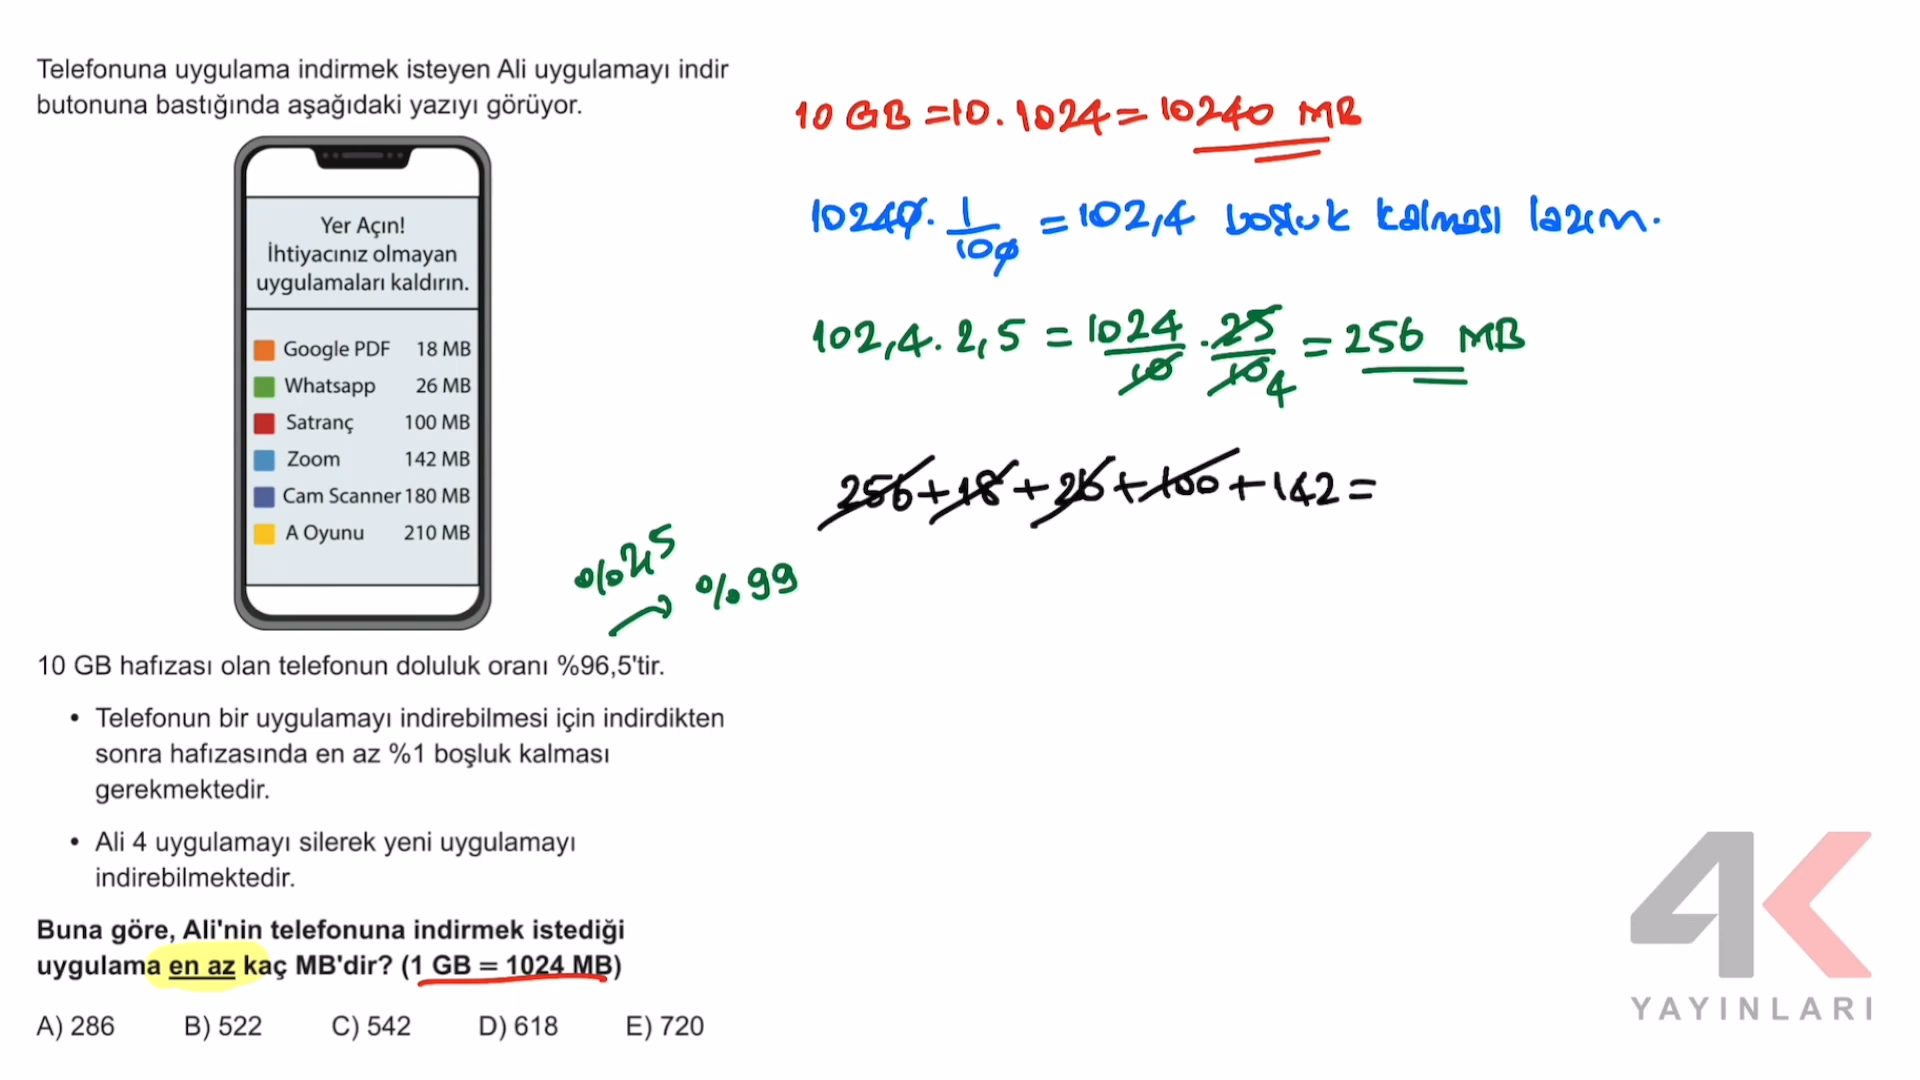 Telefonuna uygulama indirmek isteyen Ali uygulamayı indir
butonuna bastığında aşağıdaki yazıyı görüyor.
Yer Açın!
İhtiyacınız olmayan
uygulamaları kaldırın.
Google PDF 18 MB
Whatsapp 26 MB
Satranç 100 MB
Zoom 142 MB
Cam Scanner 180 MB
A Oyunu 210 MB
10 GB hafızası olan telefonun doluluk oranı %96,5'tir.
• Telefonun bir uygulamayı indirebilmesi için indirdikten
sonra hafızasında en az %1 boşluk kalması
gerekmektedir.
• Ali 4 uygulamayı silerek yeni uygulamayı
indirebilmektedir.
Buna göre, Ali'nin telefonuna indirmek istediği
uygulama en az kaç MB'dir? (1 GB = 1024 MB)
A) 286 B) 522 C) 542 D) 618 E) 720
10 GB = 10 . 1024 = 10240 MB
10240 . 1/100 = 102,4 boşluk kalması lazım.
102,4 . 2,5 = 1024/10 . 25/10 4 = 256 MB
256 + 18 + 26 + 100 + 142 =
%2,5
%99
4K
YAYINLARI